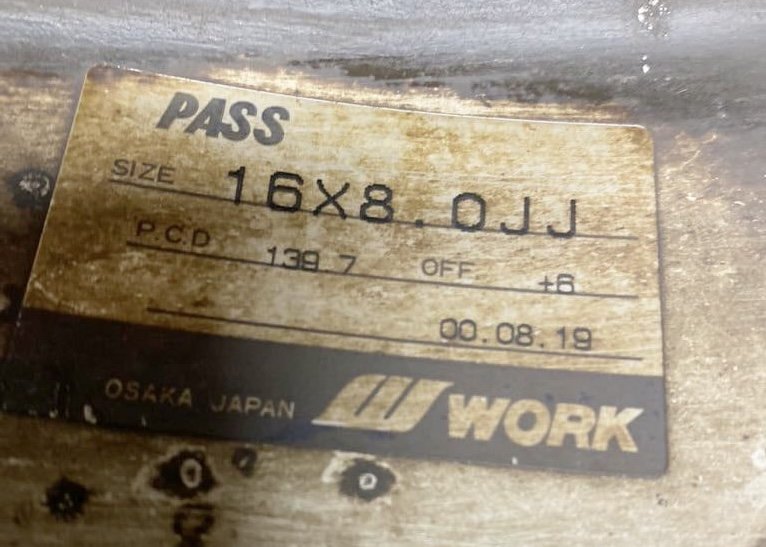 PASS
SIZE 16X8.0JJ
P.C.D 139.7 OFF +6
00.08.19
OSAKA JAPAN WORK